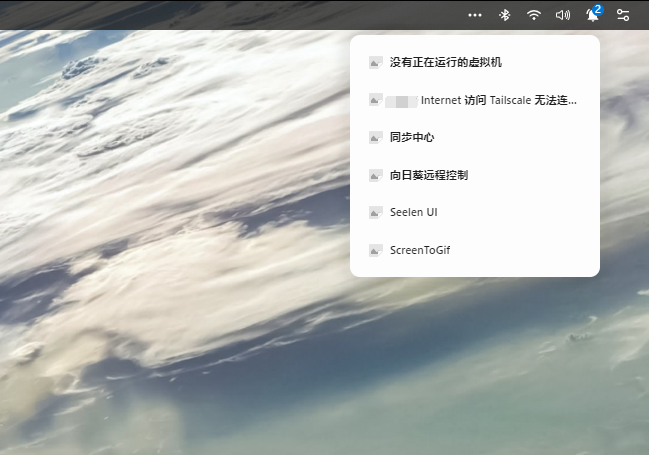 2
没有正在运行的虚拟机
Internet 访问 Tailscale 无法连...
同步中心
向日葵远程控制
Seelen UI
ScreenToGif